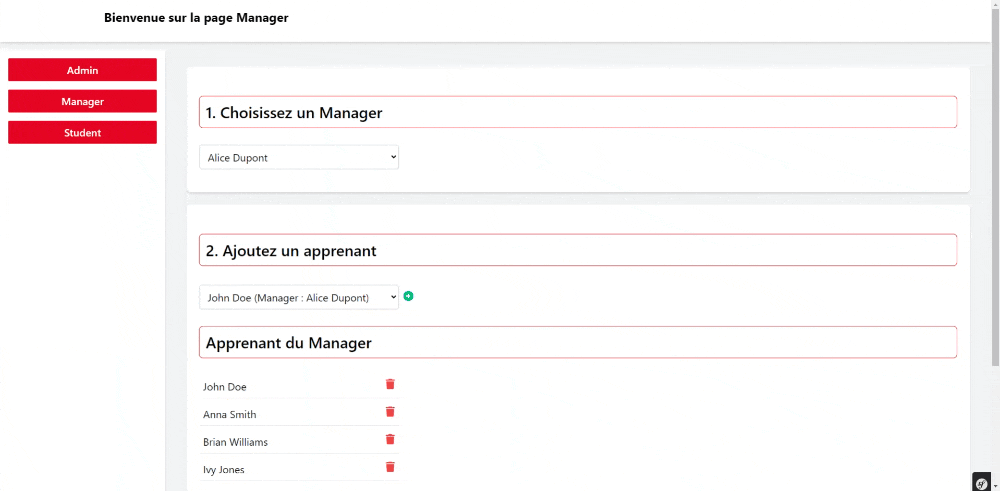 Bienvenue sur la page Manager
Admin
Manager
Student
1. Choisissez un Manager
Alice Dupont
2. Ajoutez un apprenant
John Doe (Manager : Alice Dupont)
Apprenant du Manager
John Doe
Anna Smith
Brian Williams
Ivy Jones